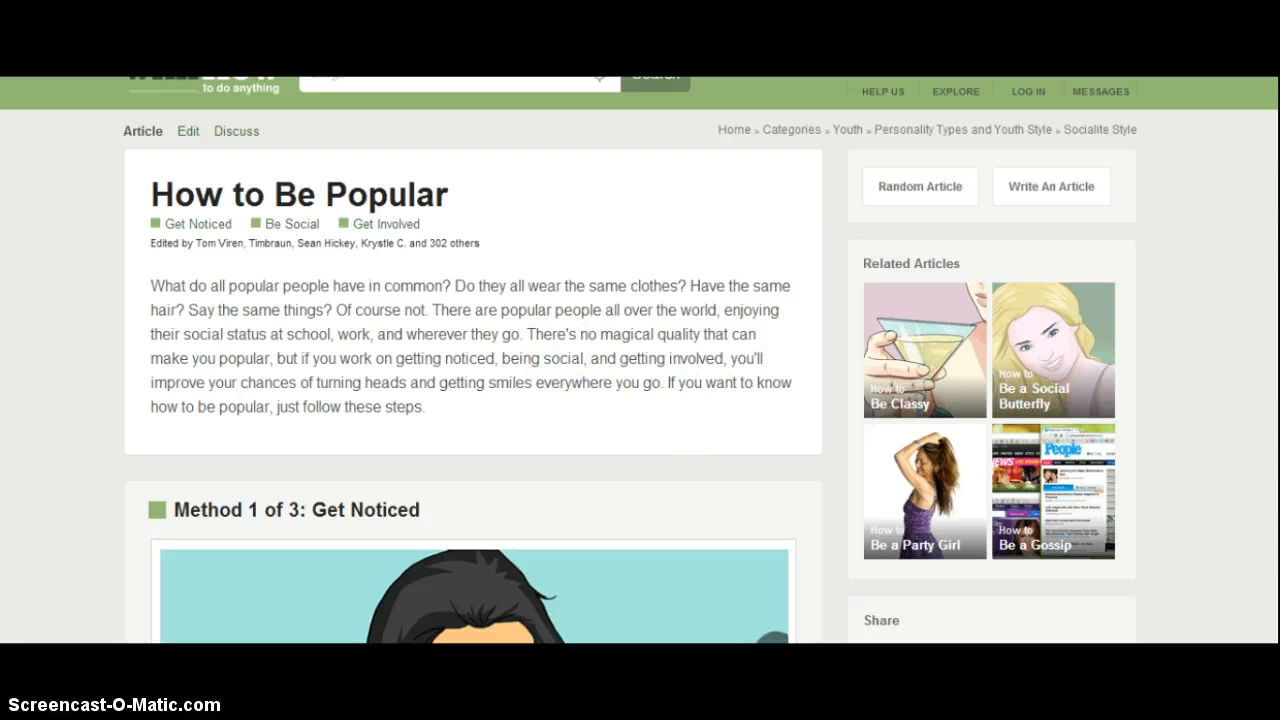 to do anything
Search
HELP US EXPLORE LOG IN MESSAGES
Article Edit Discuss
Home » Categories » Youth » Personality Types and Youth Style » Socialite Style
How to Be Popular
Get Noticed Be Social Get Involved
Edited by Tom Viren, Timbraun, Sean Hickey, Krystle C. and 302 others
What do all popular people have in common? Do they all wear the same clothes? Have the same
hair? Say the same things? Of course not. There are popular people all over the world, enjoying
their social status at school, work, and wherever they go. There's no magical quality that can
make you popular, but if you work on getting noticed, being social, and getting involved, you'll
improve your chances of turning heads and getting smiles everywhere you go. If you want to know
how to be popular, just follow these steps.
Method 1 of 3: Get Noticed
Random Article Write An Article
Related Articles
How to
Be Classy
How to
Be a Social
Butterfly
How to
Be a Party Girl
People
NEWS
How to
Be a Gossip
Share
Screencast-O-Matic.com